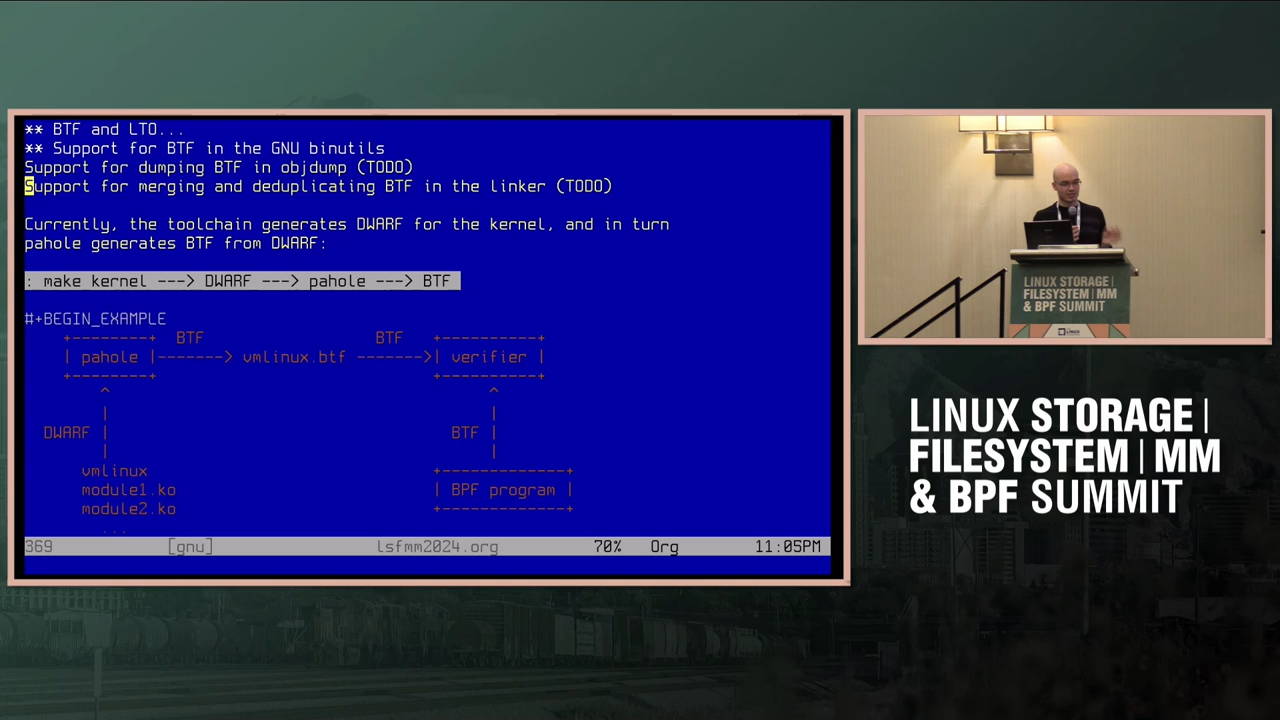 ** BTF and LTO...
** Support for BTF in the GNU binutils
Support for dumping BTF in objdump (TODO)
Support for merging and deduplicating BTF in the linker (TODO)
Currently, the toolchain generates DWARF for the kernel, and in turn
pahole generates BTF from DWARF:
: make kernel ---> DWARF ---> pahole ---> BTF
#+BEGIN_EXAMPLE
+--------+   BTF                  BTF     +----------+
| pahole |-------> vmlinux.btf ------->| verifier |
+--------+                                +----------+
^                                         ^
|                                         |
DWARF |                                   BTF |
|                                         |
vmlinux                              +-------------+
module1.ko                           | BPF program |
module2.ko                           +-------------+
...
369 [gnu] lsfmm2024.org 70% Org 11:05PM
LINUX STORAGE |
FILESYSTEM | MM
& BPF SUMMIT
LINUX STORAGE |
FILESYSTEM | MM
& BPF SUMMIT